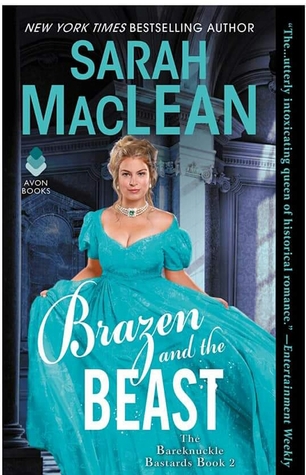 NEW YORK TIMES BESTSELLING AUTHOR
SARAH
MACLEAN
AVON
BOOKS
Brazen
and the
BEAST
The
Bareknuckle
Bastards Book 2
"The...utterly intoxicating queen of historical romance." —Entertainment Weekly